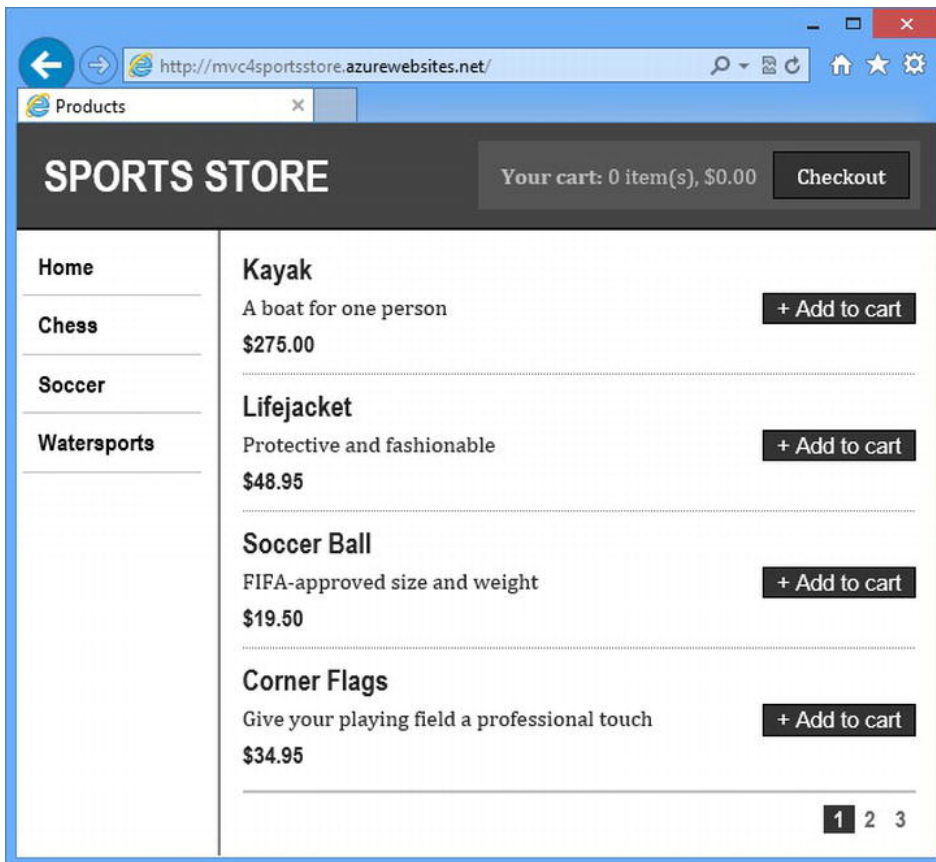 http://mvc4sportsstore.azurewebsites.net/
Products
SPORTS STORE
Your cart: 0 item(s), $0.00
Checkout
Home
Chess
Soccer
Watersports
Kayak
A boat for one person
+ Add to cart
$275.00
Lifejacket
Protective and fashionable
+ Add to cart
$48.95
Soccer Ball
FIFA-approved size and weight
+ Add to cart
$19.50
Corner Flags
Give your playing field a professional touch
+ Add to cart
$34.95
1 2 3